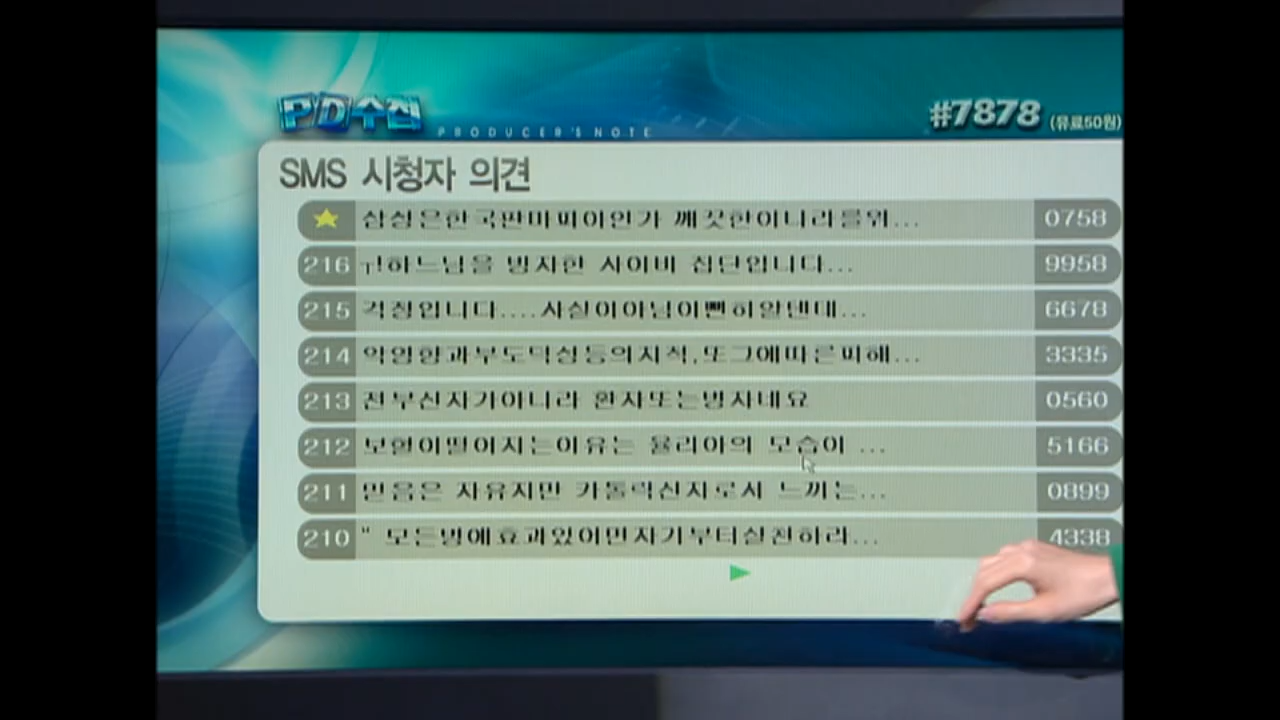 PD수첩
PRODUCER'S NOTE
#7878 (유료50원)
SMS 시청자 의견
삼성은한국판마피아인가 깨끗한이나라를위... 0758
216 하느님을 빙자한 사이비 집단입니다... 9958
215 걱정입니다....사실이아님이뻔히알텐데... 6678
214 악영향과부도덕성등의지적,또그에따른피해... 3335
213 전부신자가아니라 환자또는병자네요 0560
212 보혈이떨어지는이유는 율리아의 모습이 ... 5166
211 믿음은 자유지만 카톨릭신자로서 느끼는... 0899
210 " 모든병에효과있어면자기부터실천하라... 4338